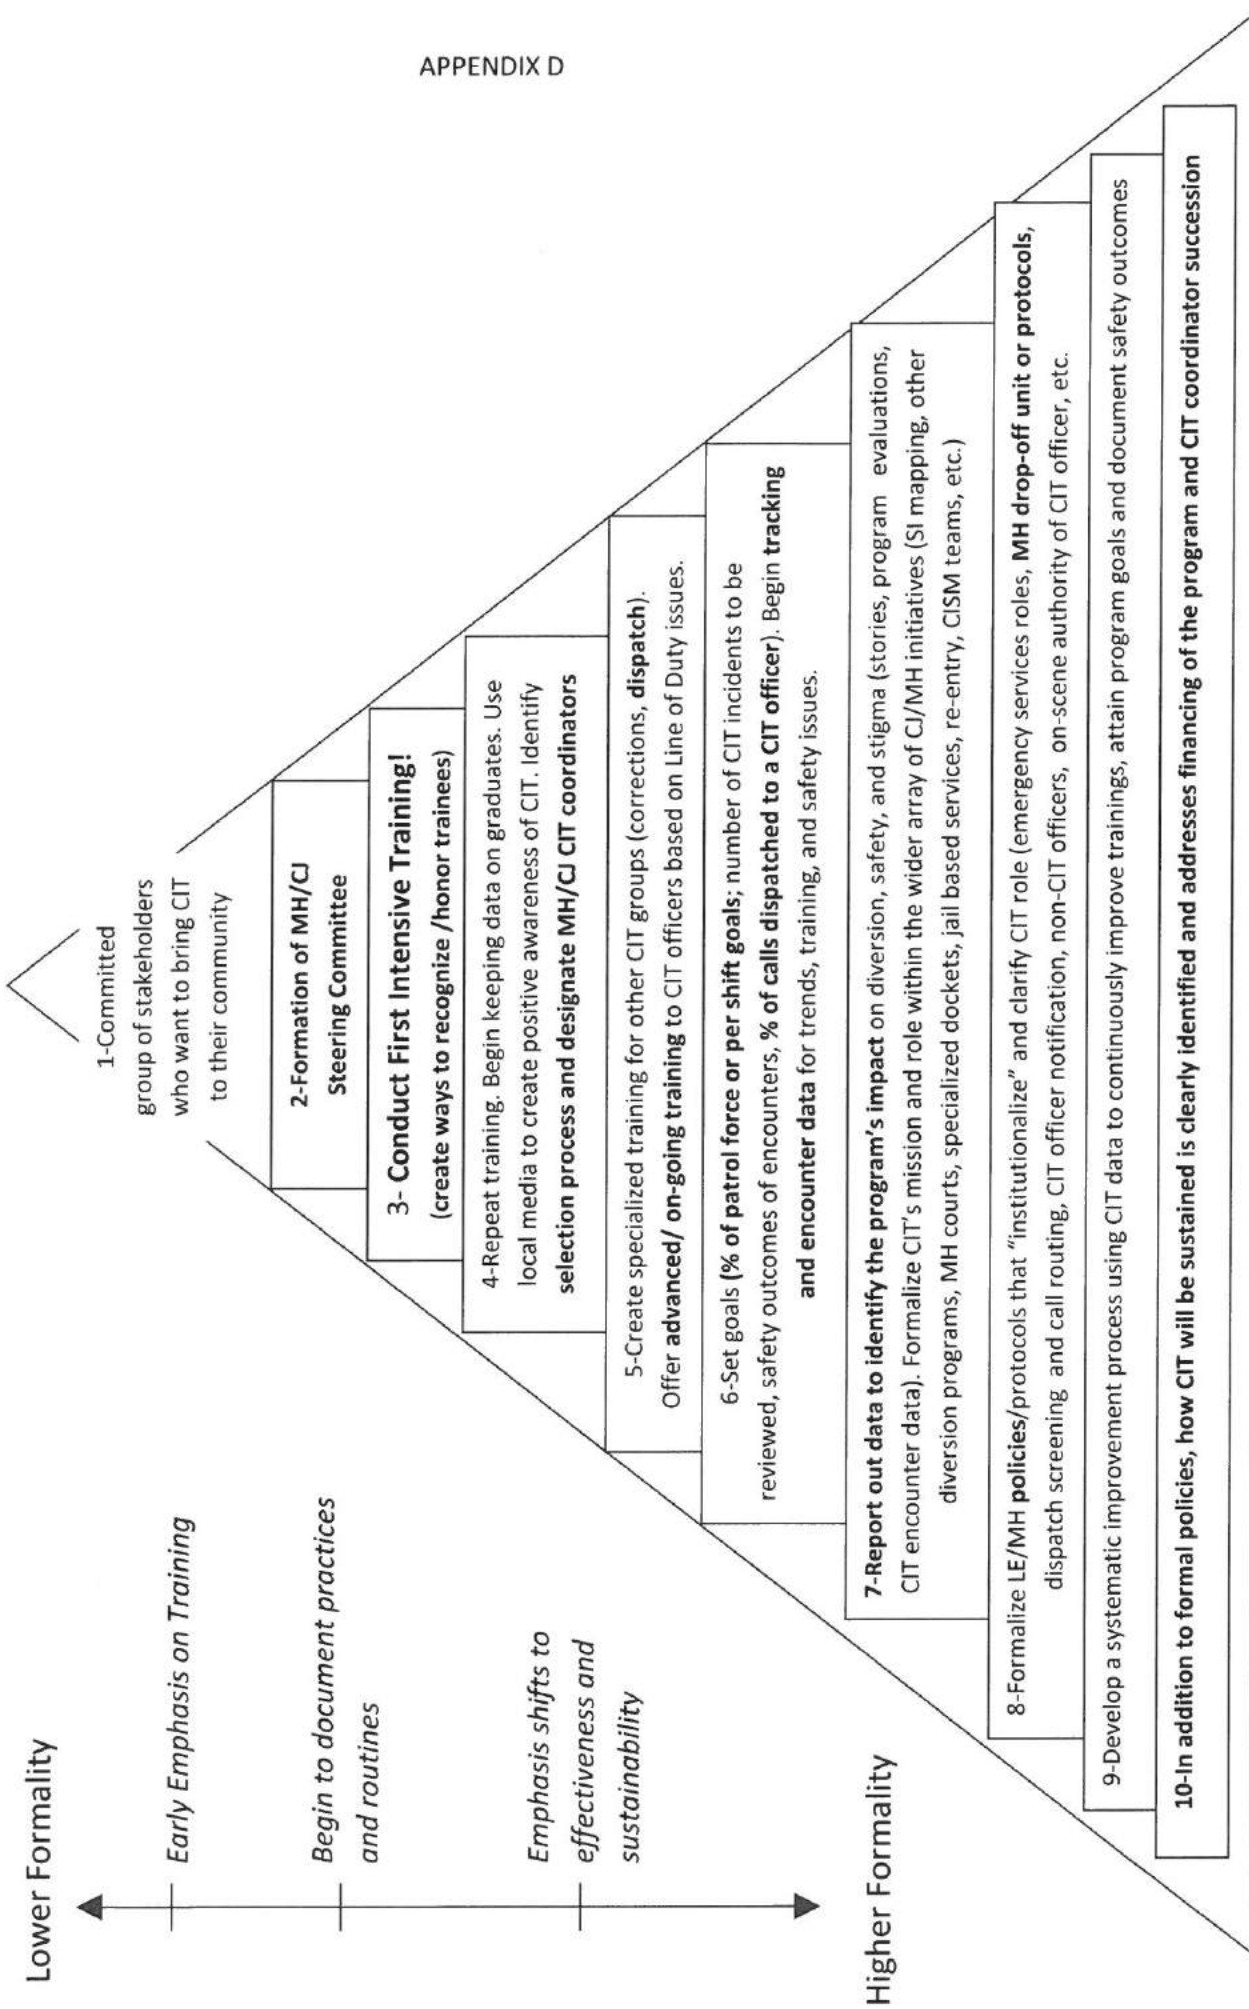 APPENDIX D
Lower Formality
Early Emphasis on Training
Begin to document practices
and routines
Emphasis shifts to
effectiveness and
sustainability
Higher Formality
1-Committed
group of stakeholders
who want to bring CIT
to their community
2-Formation of MH/CJ
Steering Committee
3- Conduct First Intensive Training!
(create ways to recognize /honor trainees)
4-Repeat training. Begin keeping data on graduates. Use
local media to create positive awareness of CIT. Identify
selection process and designate MH/CJ CIT coordinators
5-Create specialized training for other CIT groups (corrections, dispatch).
Offer advanced/ on-going training to CIT officers based on Line of Duty issues.
6-Set goals (% of patrol force or per shift goals; number of CIT incidents to be
reviewed, safety outcomes of encounters, % of calls dispatched to a CIT officer). Begin tracking
and encounter data for trends, training, and safety issues.
7-Report out data to identify the program's impact on diversion, safety, and stigma (stories, program evaluations,
CIT encounter data). Formalize CIT's mission and role within the wider array of CJ/MH initiatives (SI mapping, other
diversion programs, MH courts, specialized dockets, jail based services, re-entry, CISM teams, etc.)
8-Formalize LE/MH policies/protocols that "institutionalize" and clarify CIT role (emergency services roles, MH drop-off unit or protocols,
dispatch screening and call routing, CIT officer notification, non-CIT officers, on-scene authority of CIT officer, etc.
9-Develop a systematic improvement process using CIT data to continuously improve trainings, attain program goals and document safety outcomes
10-In addition to formal policies, how CIT will be sustained is clearly identified and addresses financing of the program and CIT coordinator succession